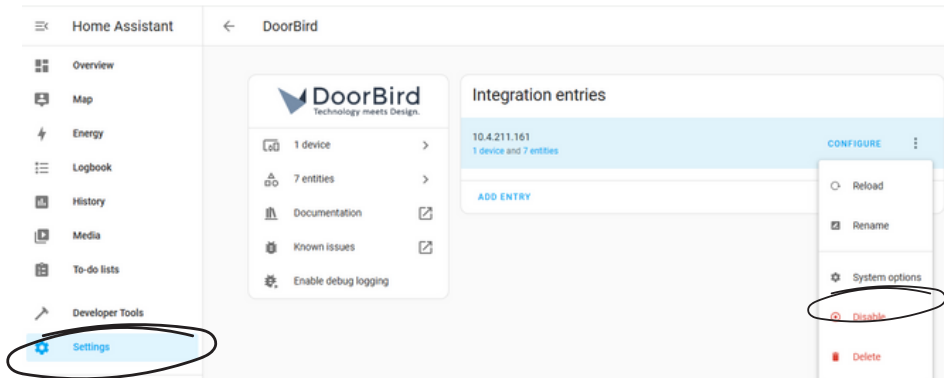 Home Assistant
DoorBird
Overview
Map
Energy
Logbook
History
Media
To-do lists
Developer Tools
Settings
DoorBird
Technology meets Design.
1 device
7 entities
Documentation
Known issues
Enable debug logging
Integration entries
10.4.211.161
1 device and 7 entities
CONFIGURE
ADD ENTRY
Reload
Rename
System options
Disable
Delete